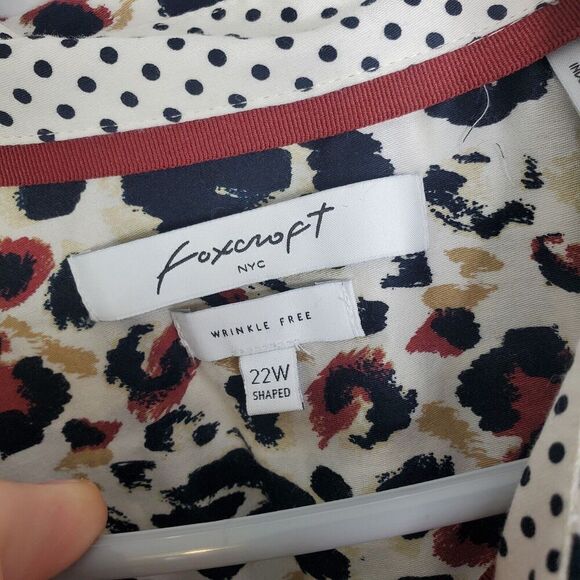 Foxcroft
NYC
WRINKLE FREE
22W
SHAPED